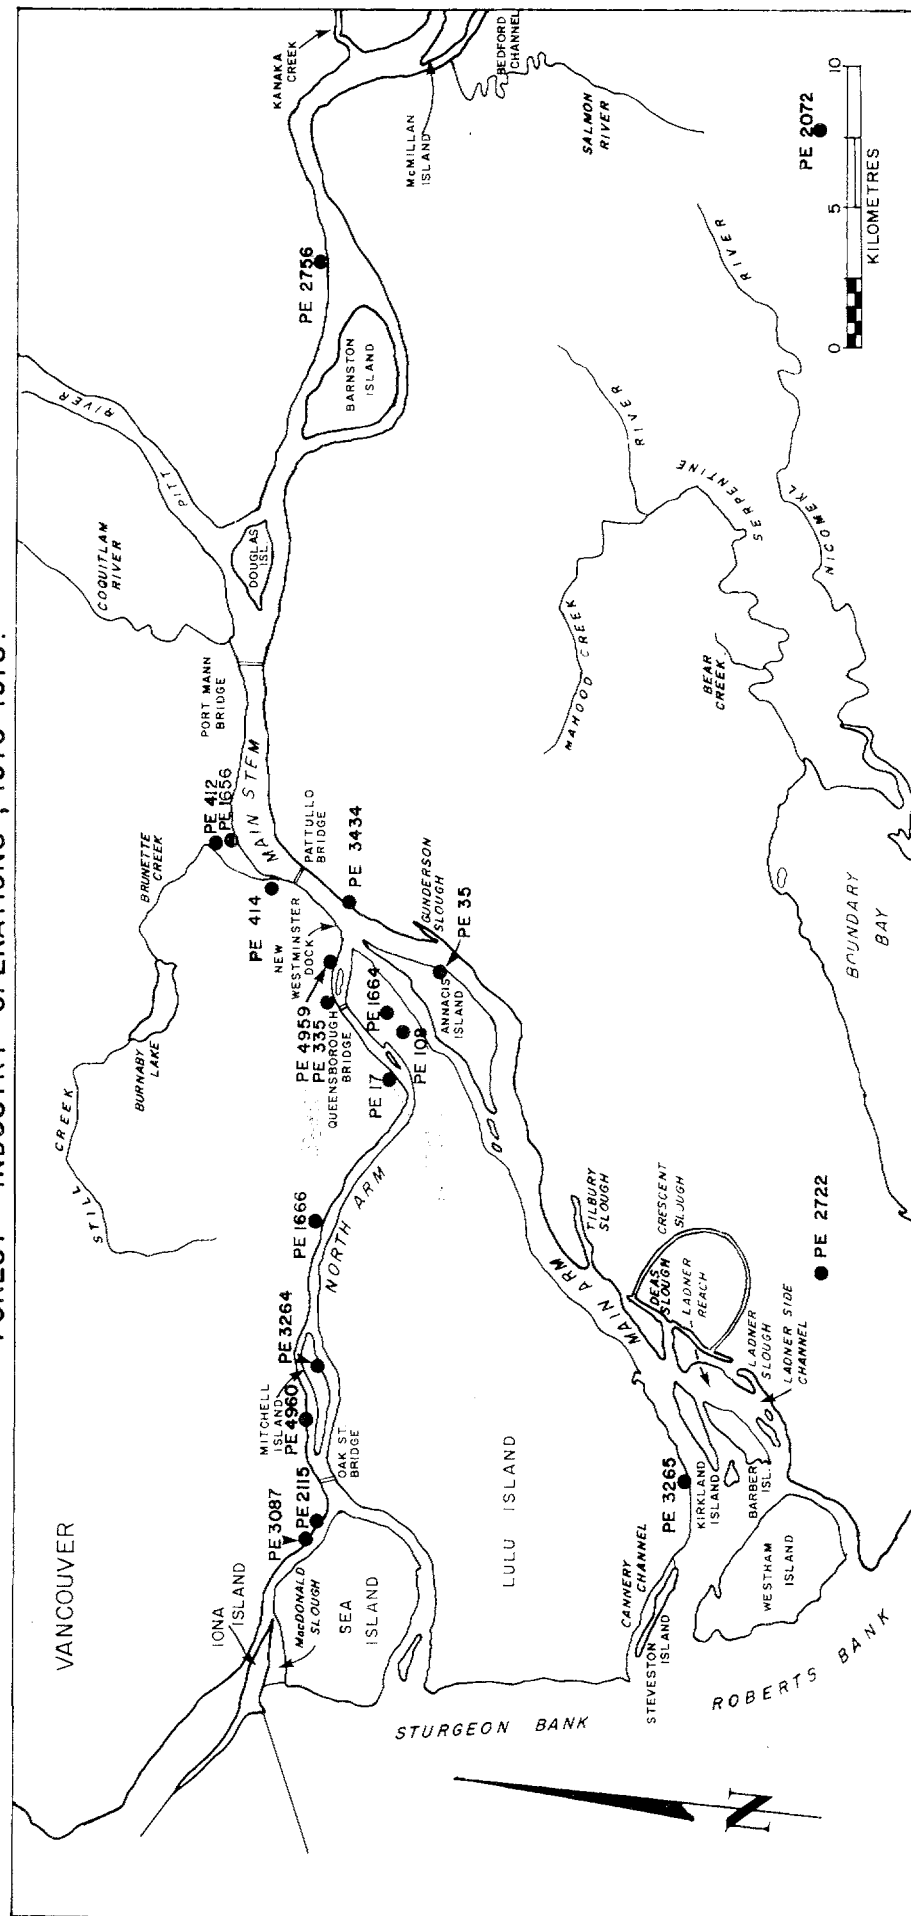 VANCOUVER
IONA
ISLAND
MacDONALD
SLOUGH
SEA
ISLAND
STURGEON BANK
PE 3087
PE 2115
OAK ST.
BRIDGE
MITCHELL
ISLAND
PE 4960
PE 3264
PE 1666
NORTH ARM
STILL CREEK
BURNABY
LAKE
BRUNETTE
CREEK
PE 17
PE 108
PE 1664
PE 4959
PE 335
QUEENSBOROUGH
BRIDGE
NEW
WESTMINSTER
DOCK
PE 414
PE 412
PE 1656
MAIN STEM
PATTULLO
BRIDGE
PE 3434
GUNDERSON
SLOUGH
PE 35
ANNACIS
ISLAND
PORT MANN
BRIDGE
COQUITLAM
RIVER
PITT RIVER
DOUGLAS
ISL.
BARNSTON
ISLAND
PE 2756
KANAKA
CREEK
McMILLAN
ISLAND
BEDFORD
CHANNEL
SALMON
RIVER
LULU ISLAND
CANNERY
CHANNEL
STEVESTON
ISLAND
PE 3265
KIRKLAND
ISLAND
BARBER
ISL.
WESTHAM
ISLAND
ROBERTS BANK
MAIN ARM
TILBURY
SLOUGH
CRESCENT
SLOUGH
DEAS
SLOUGH
LADNER
REACH
LADNER
SLOUGH
LADNER SIDE
CHANNEL
PE 2722
BOUNDARY
BAY
MAHOOD CREEK
BEAR
CREEK
SERPENTINE RIVER
NICOMEKL RIVER
PE 2072
0 5 10
KILOMETRES
N